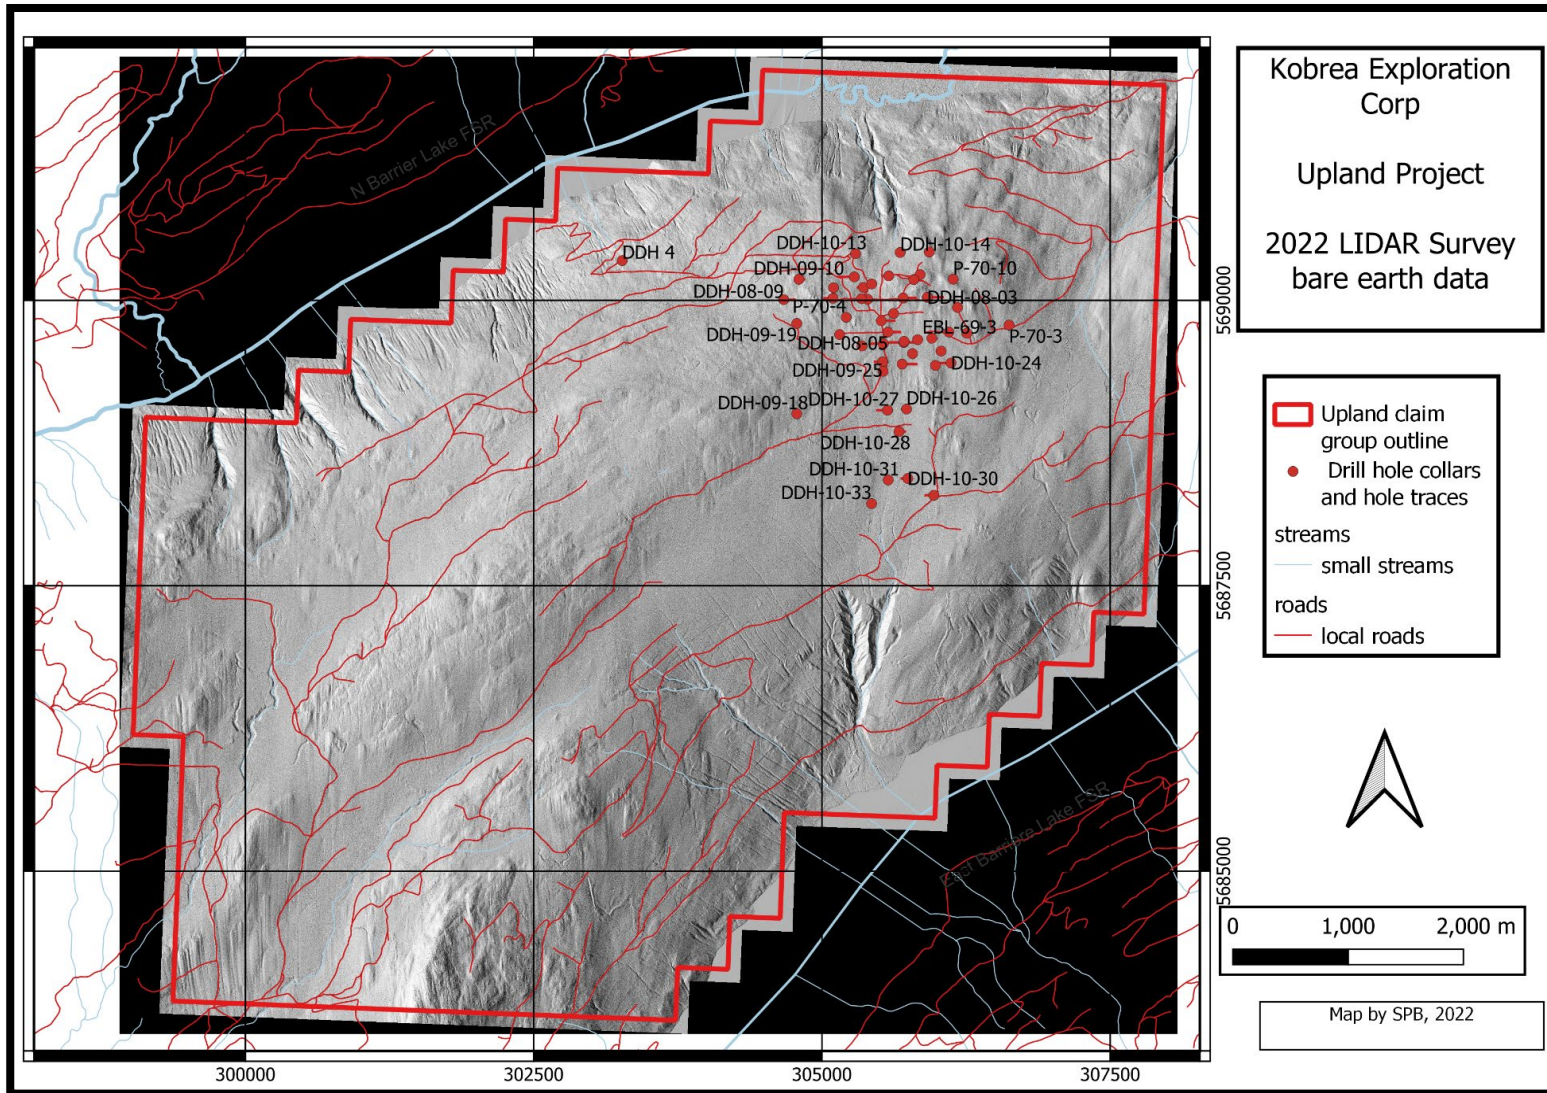 Kobrea Exploration
Corp
Upland Project
2022 LIDAR Survey
bare earth data
Upland claim
group outline
Drill hole collars
and hole traces
streams
small streams
roads
local roads
0 1,000 2,000 m
Map by SPB, 2022
N Barrier Lake FSR
DDH 4
DDH-10-13
DDH-10-14
DDH-09-10
P-70-10
DDH-08-09
DDH-08-03
P-70-4
EBL-69-3
DDH-09-19
DDH-08-05
P-70-3
DDH-09-25
DDH-10-24
DDH-09-18
DDH-10-27
DDH-10-26
DDH-10-28
DDH-10-31
DDH-10-30
DDH-10-33
East Barriere Lake FSR
5690000
5687500
5685000
300000
302500
305000
307500